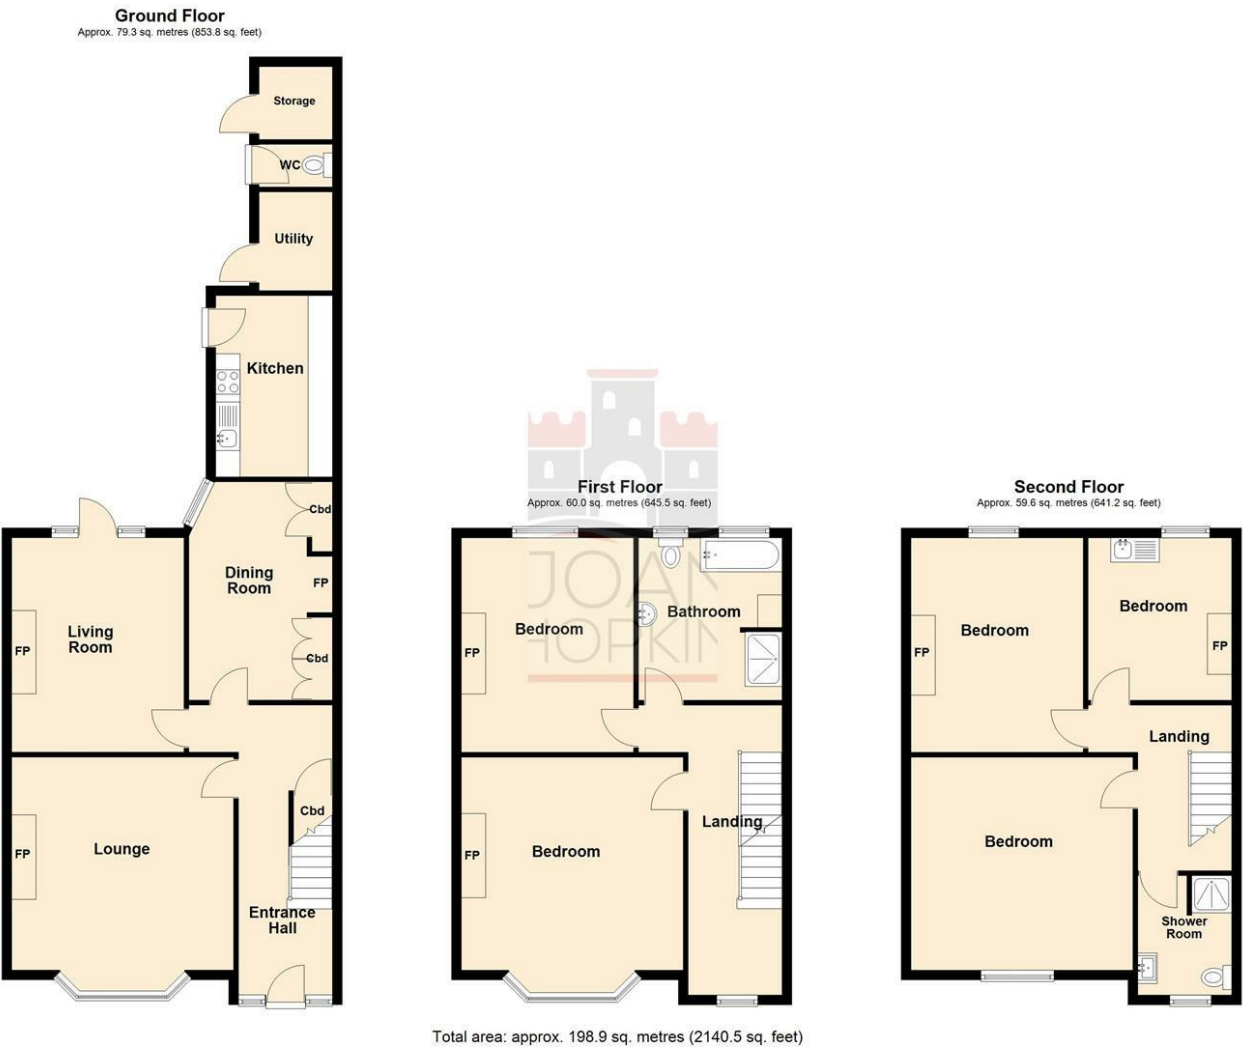 Ground Floor
Approx. 79.3 sq. metres (853.8 sq. feet)
Storage
WC
Utility
Kitchen
Cbd
Dining
Room
FP
Cbd
Living
Room
FP
Lounge
FP
Cbd
Entrance
Hall
First Floor
Approx. 60.0 sq. metres (645.5 sq. feet)
JOAN
HOPKIN
Bedroom
FP
Bathroom
Bedroom
FP
Landing
Second Floor
Approx. 59.6 sq. metres (641.2 sq. feet)
Bedroom
FP
Bedroom
FP
Landing
Bedroom
Shower
Room
Total area: approx. 198.9 sq. metres (2140.5 sq. feet)